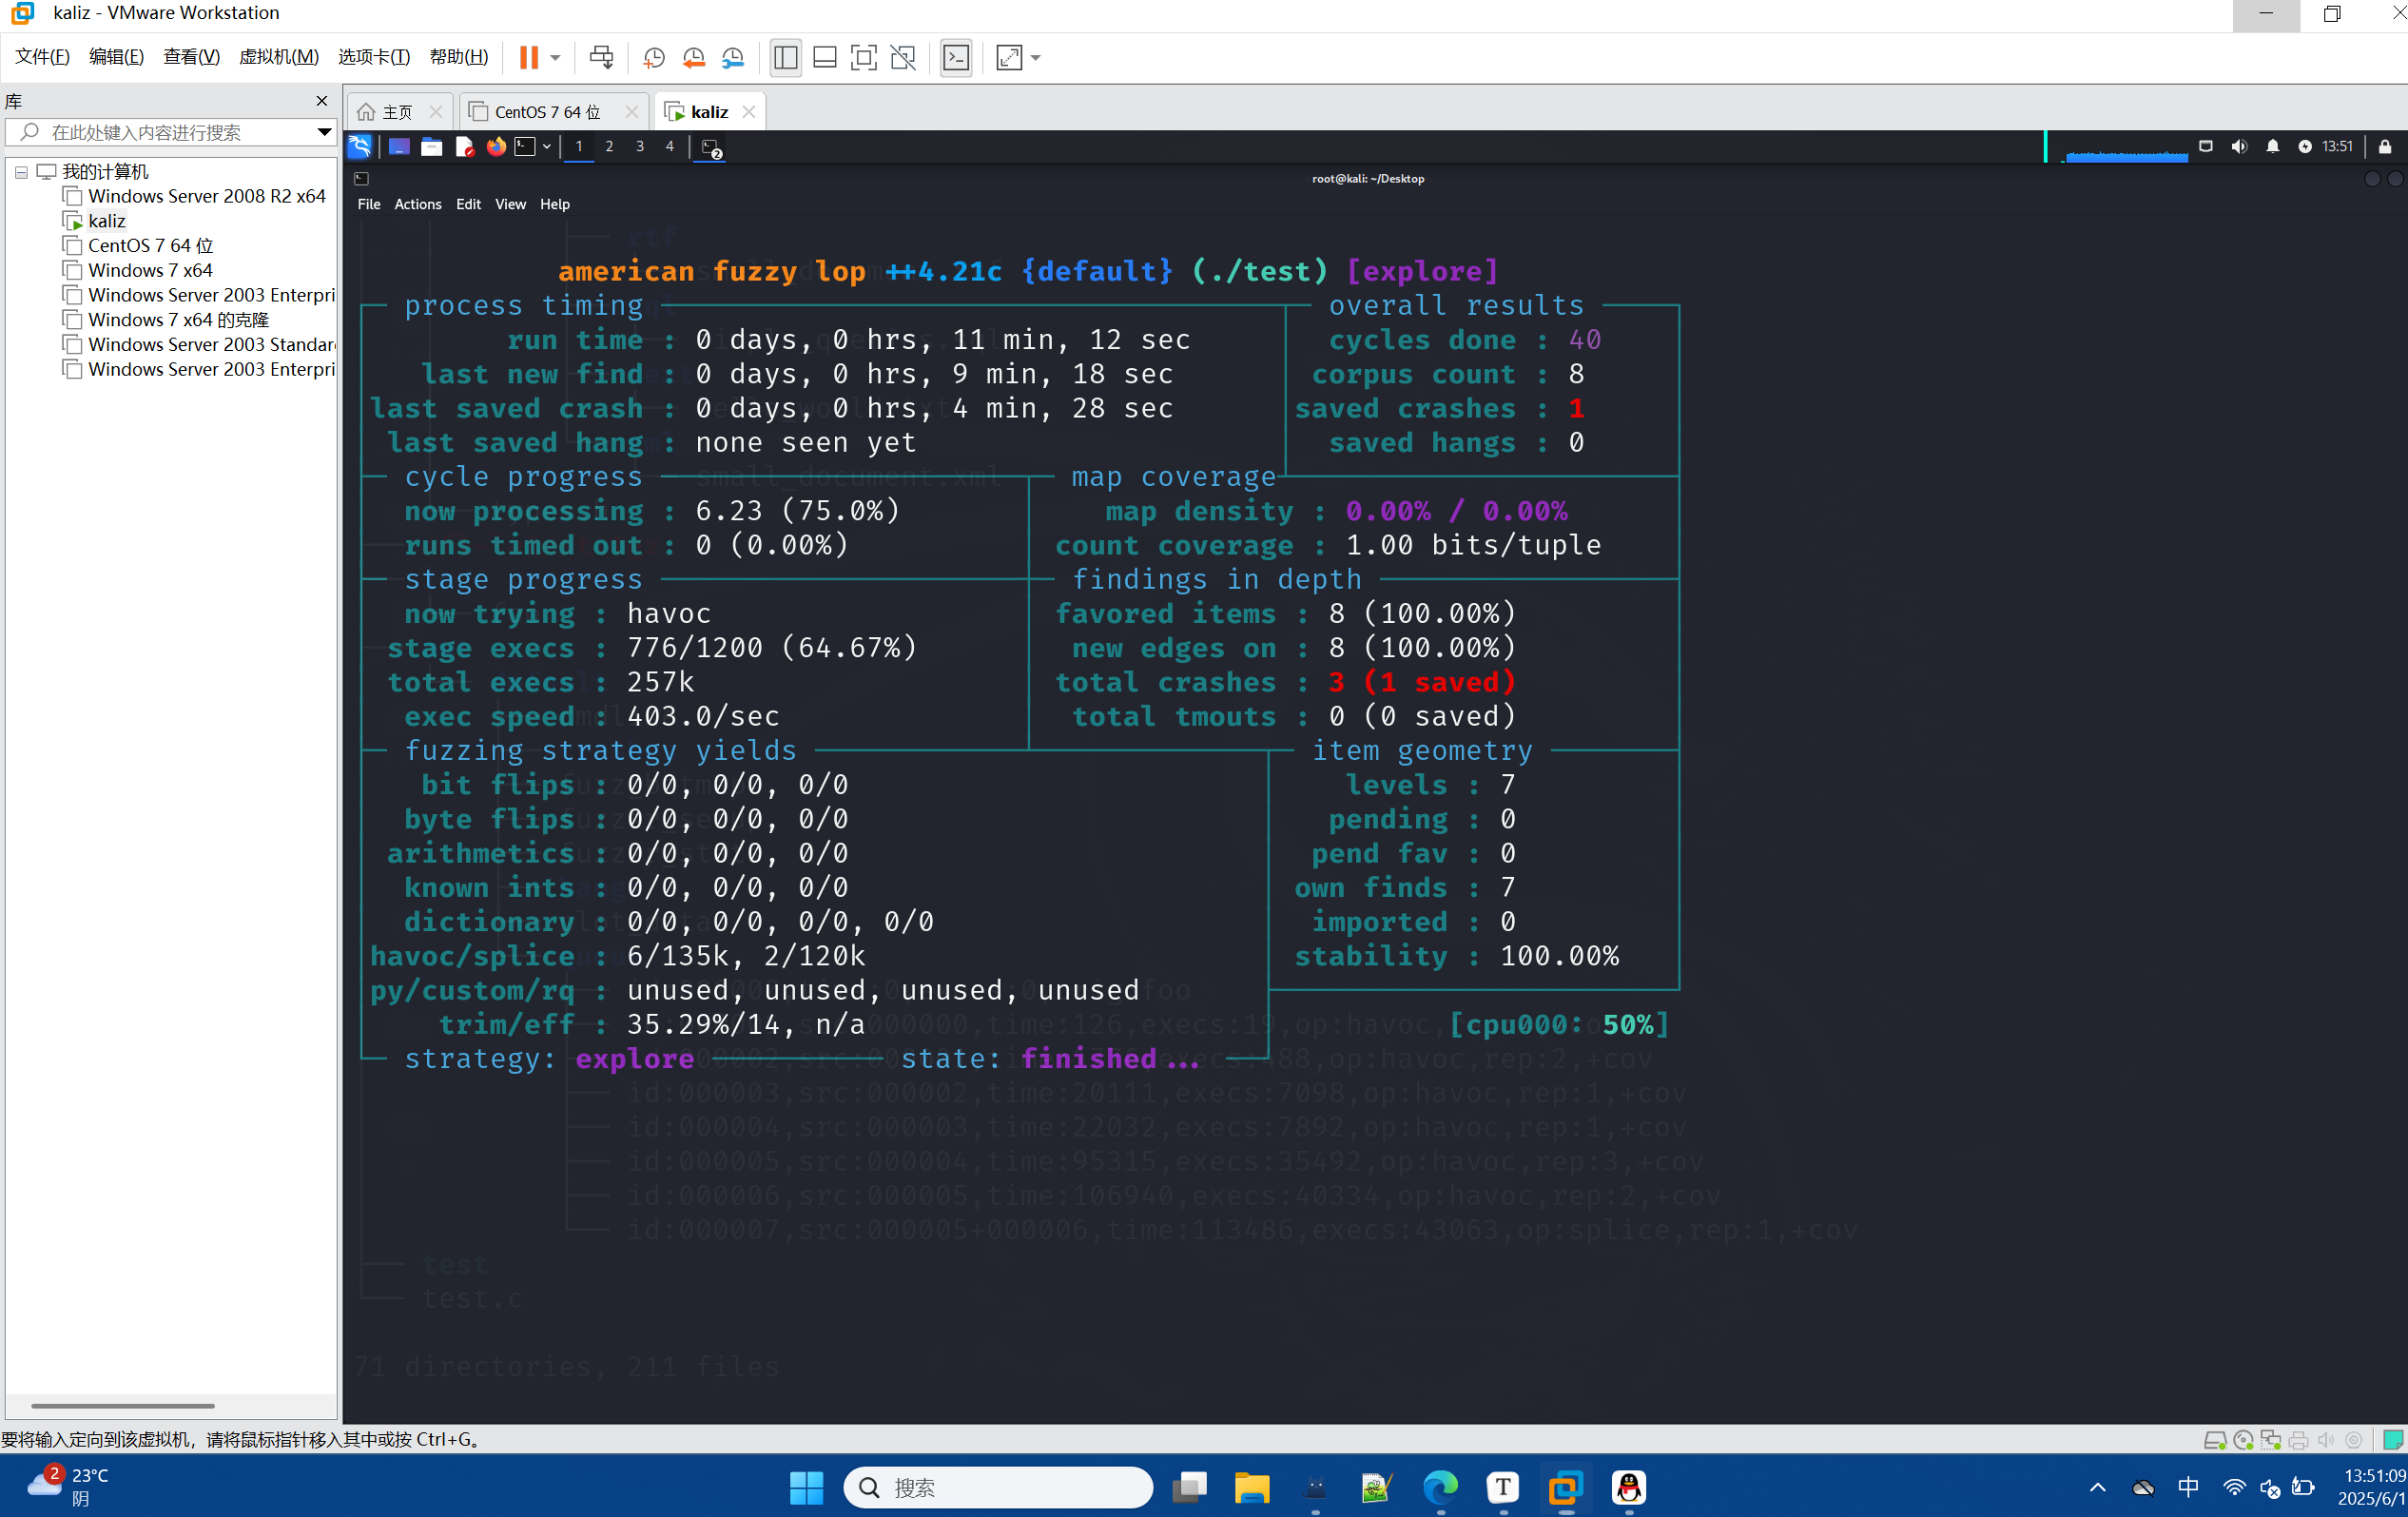 kaliz - VMware Workstation
文件(F) 编辑(E) 查看(V) 虚拟机(M) 选项卡(T) 帮助(H)
库
在此处键入内容进行搜索
我的计算机
Windows Server 2008 R2 x64
kaliz
CentOS 7 64 位
Windows 7 x64
Windows Server 2003 Enterpri
Windows 7 x64 的克隆
Windows Server 2003 Standar
Windows Server 2003 Enterpri
主页 CentOS 7 64 位 kaliz
1 2 3 4 2 13:51
root@kali: ~/Desktop
File Actions Edit View Help
rtf
american fuzzy lop ++4.21c {default} (./test) [explore]
process timing overall results
run time : 0 days, 0 hrs, 11 min, 12 sec cycles done : 40
last new find : 0 days, 0 hrs, 9 min, 18 sec corpus count : 8
last saved crash : 0 days, 0 hrs, 4 min, 28 sec saved crashes : 1
last saved hang : none seen yet saved hangs : 0
cycle progress small_document.xml map coverage
now processing : 6.23 (75.0%) map density : 0.00% / 0.00%
runs timed out : 0 (0.00%) count coverage : 1.00 bits/tuple
stage progress findings in depth
now trying : havoc favored items : 8 (100.00%)
stage execs : 776/1200 (64.67%) new edges on : 8 (100.00%)
total execs : 257k total crashes : 3 (1 saved)
exec speed : 403.0/sec total tmouts : 0 (0 saved)
fuzzing strategy yields item geometry
bit flips : 0/0, 0/0, 0/0 levels : 7
byte flips : 0/0, 0/0, 0/0 pending : 0
arithmetics : 0/0, 0/0, 0/0 pend fav : 0
known ints : 0/0, 0/0, 0/0 own finds : 7
dictionary : 0/0, 0/0, 0/0, 0/0 imported : 0
havoc/splice : 6/135k, 2/120k stability : 100.00%
py/custom/rq : unused, unused, unused, unused
trim/eff : 35.29%/14, n/a [cpu000: 50%]
strategy: explore state: finished...
id:000003,src:000002,time:20111,execs:7098,op:havoc,rep:1,+cov
id:000004,src:000003,time:22032,execs:7892,op:havoc,rep:1,+cov
id:000005,src:000004,time:95315,execs:35492,op:havoc,rep:3,+cov
id:000006,src:000005,time:106940,execs:40334,op:havoc,rep:2,+cov
id:000007,src:000005+000006,time:113486,execs:43063,op:splice,rep:1,+cov
test
test.c
71 directories, 211 files
要将输入定向到该虚拟机，请将鼠标指针移入其中或按 Ctrl+G。
2 23°C
阴
搜索
T
中
13:51:09
2025/6/1